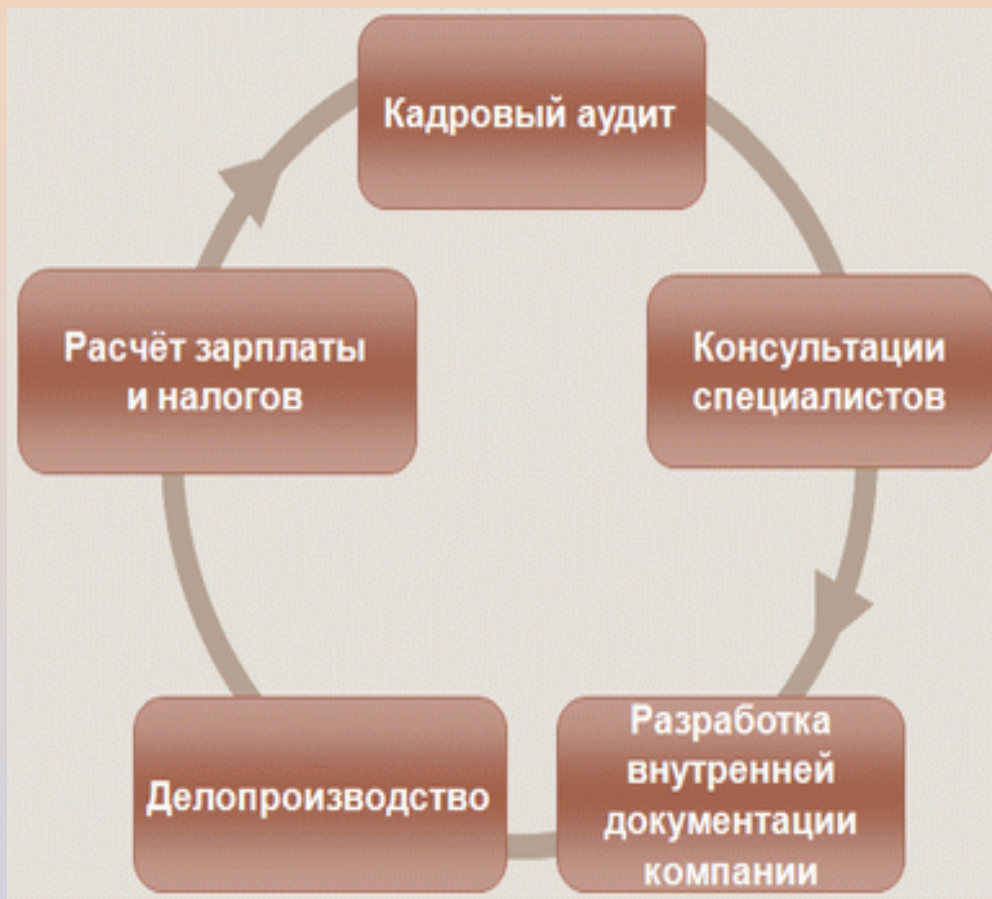 Кадровый аудит
Консультации
специалистов
Разработка
внутренней
документации
компании
Делопроизводство
Расчёт зарплаты
и налогов